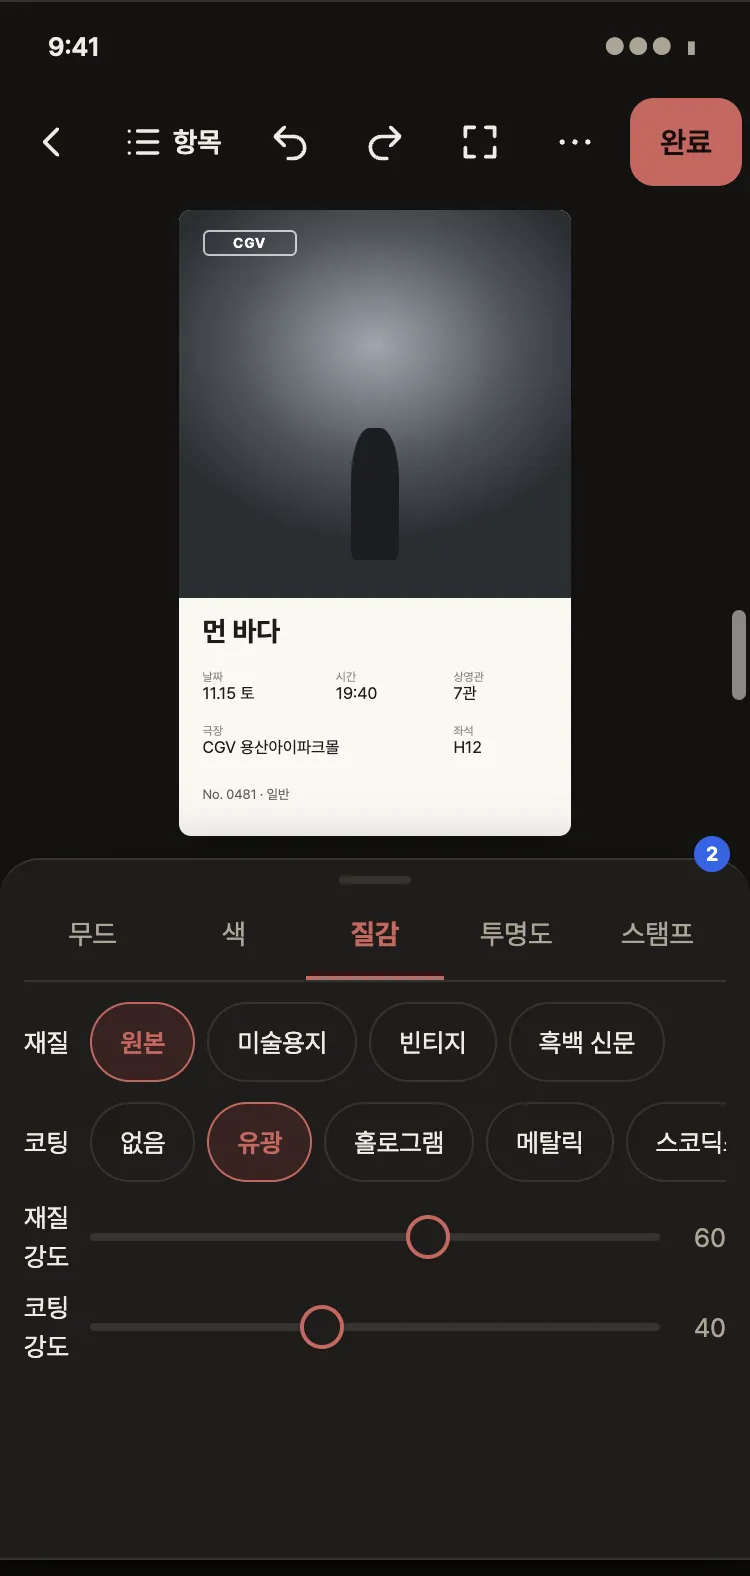 9:41
항목
완료
CGV
먼 바다
날짜 시간 상영관
11.15 토 19:40 7관
극장 좌석
CGV 용산아이파크몰 H12
No. 0481 · 일반
2
무드 색 질감 투명도 스탬프
재질 원본 미술용지 빈티지 흑백 신문
코팅 없음 유광 홀로그램 메탈릭 스코딕
재질
강도 60
코팅
강도 40